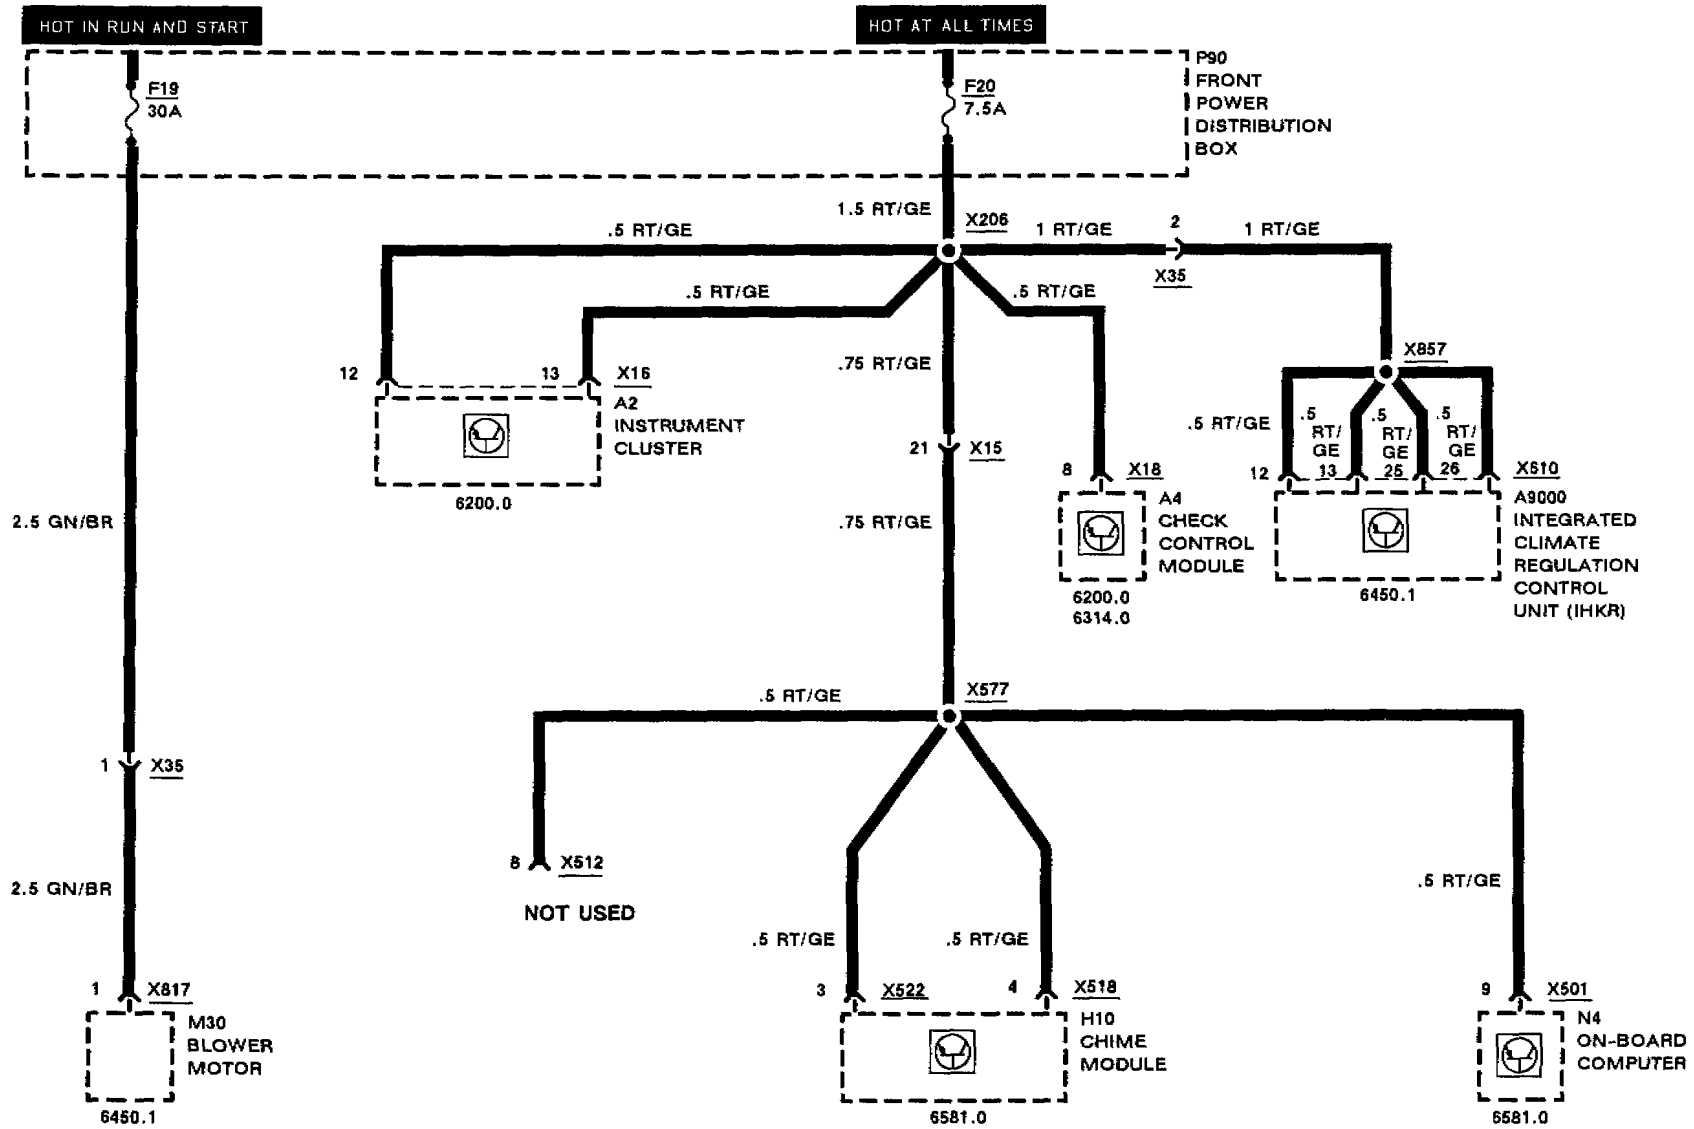 HOT IN RUN AND START
HOT AT ALL TIMES
F19
30A
F20
7.5A
P90
FRONT
POWER
DISTRIBUTION
BOX
1.5 RT/GE
X206
.5 RT/GE
1 RT/GE
2
1 RT/GE
X35
.5 RT/GE
.5 RT/GE
.75 RT/GE
X857
12
13
X16
A2
INSTRUMENT
CLUSTER
6200.0
21
X15
8
X18
A4
CHECK
CONTROL
MODULE
6200.0
6314.0
.5 RT/GE
.5
RT/
GE
.5
RT/
GE
.5
RT/
GE
12
13
25
26
X610
A9000
INTEGRATED
CLIMATE
REGULATION
CONTROL
UNIT (IHKR)
6450.1
2.5 GN/BR
.75 RT/GE
X577
.5 RT/GE
1
X35
8
X512
NOT USED
2.5 GN/BR
.5 RT/GE
.5 RT/GE
.5 RT/GE
1
X817
M30
BLOWER
MOTOR
6450.1
3
X522
4
X518
H10
CHIME
MODULE
6581.0
9
X501
N4
ON-BOARD
COMPUTER
6581.0